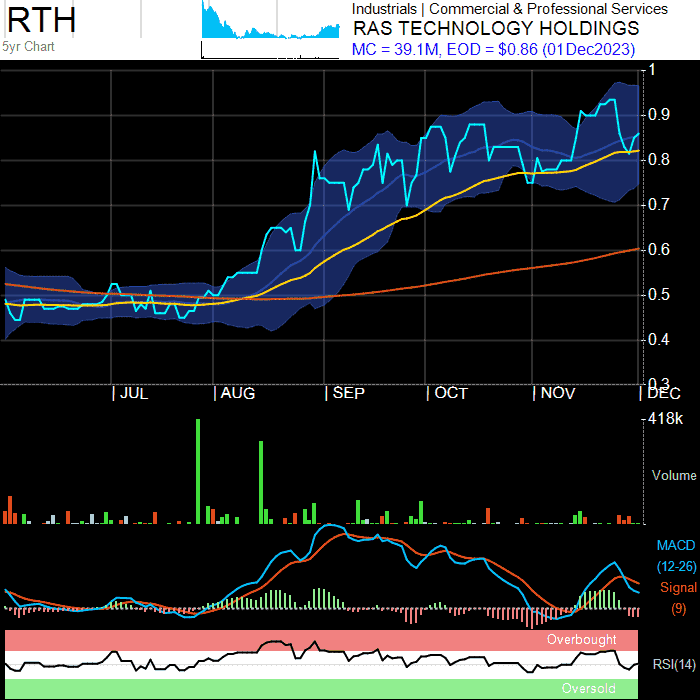 RTH
Industrials | Commercial & Professional Services
RAS TECHNOLOGY HOLDINGS
5yr Chart
MC = 39.1M, EOD = $0.86 (01Dec2023)
1
0.9
0.8
0.7
0.6
0.5
0.4
0.3
JUL AUG SEP OCT NOV DEC
418k
Volume
MACD
(12-26)
Signal
(9)
Overbought
RSI(14)
Oversold